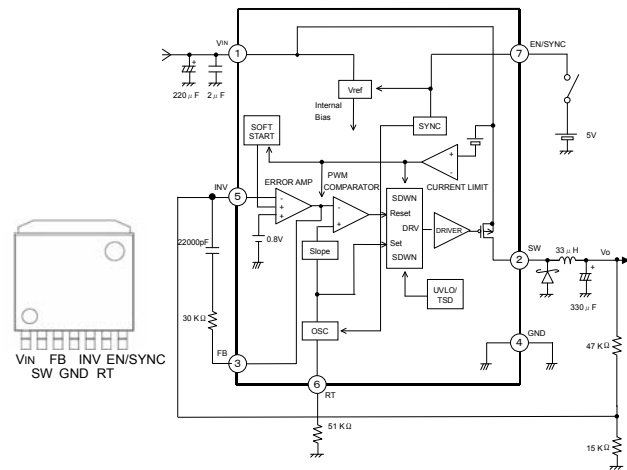 VIN
1
220μF
2μF
Vref
Internal
Bias
SYNC
7
EN/SYNC
5V
SOFT
START
INV
5
ERROR AMP
PWM
COMPARATOR
CURRENT LIMIT
-
+
+
0.8V
-
+
+
-
SDWN
Reset
DRV
Set
SDWN
DRIVER
SW
2
33μH
Vo
330μF
Slope
UVLO/
TSD
OSC
22000pF
30KΩ
FB
3
GND
4
47KΩ
6
RT
51KΩ
15KΩ
VIN FB INV EN/SYNC
SW GND RT
+
+